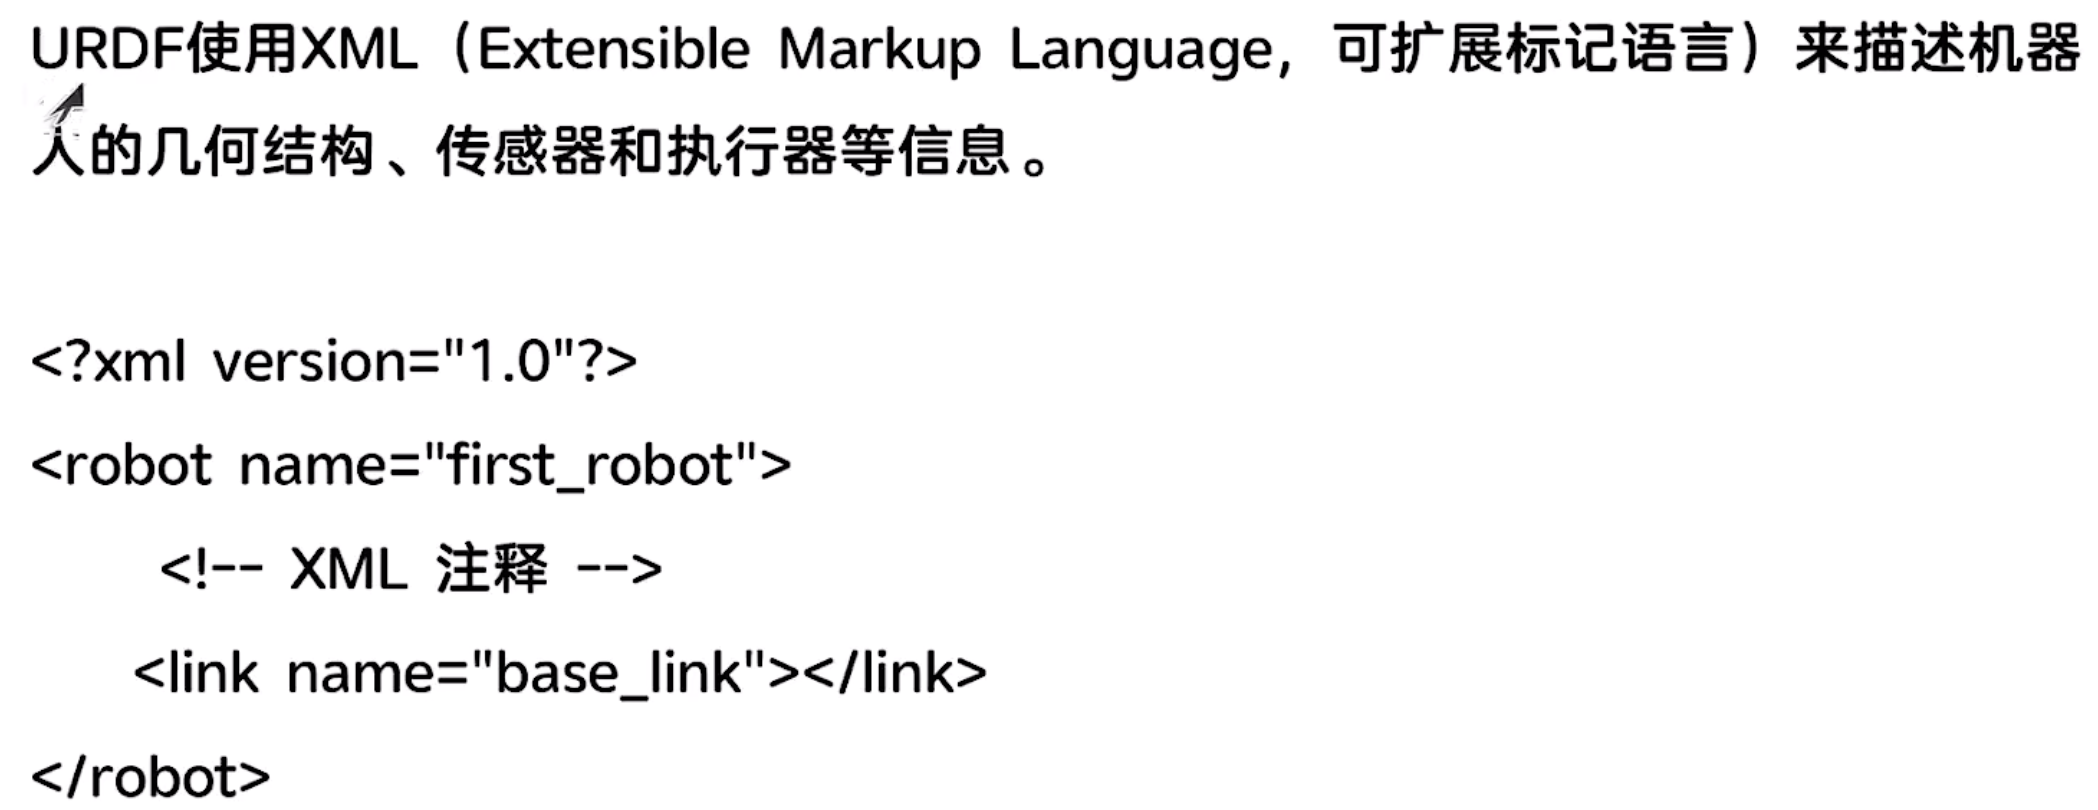 URDF使用XML（Extensible Markup Language，可扩展标记语言）来描述机器
人的几何结构、传感器和执行器等信息。
<?xml version="1.0"?>
<robot name="first_robot">
<!-- XML 注释 -->
<link name="base_link"></link>
</robot>